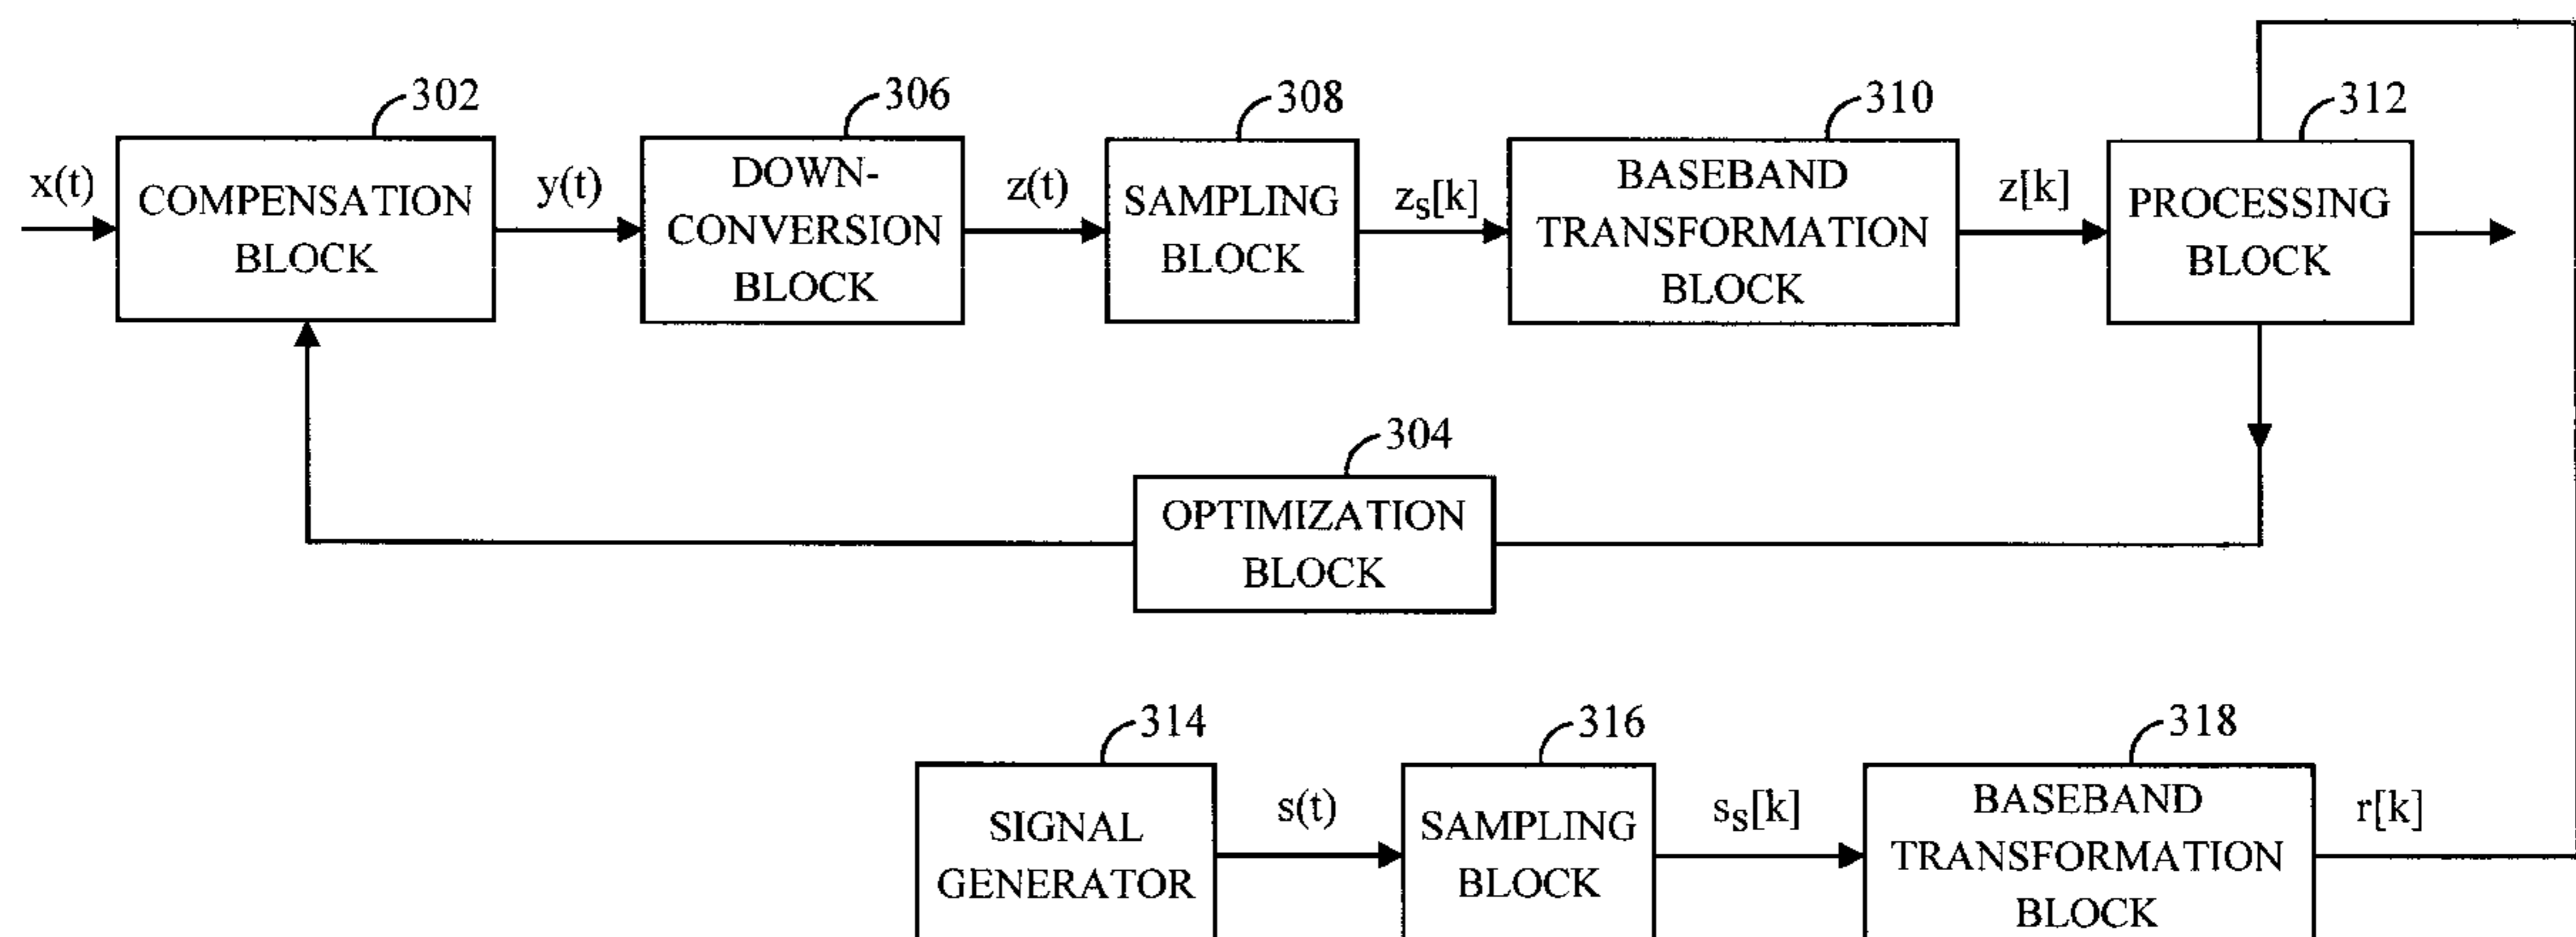 302
306
308
310
312
x(t)
COMPENSATION
BLOCK
y(t)
DOWN-
CONVERSION
BLOCK
z(t)
SAMPLING
BLOCK
zs[k]
BASEBAND
TRANSFORMATION
BLOCK
z[k]
PROCESSING
BLOCK
304
OPTIMIZATION
BLOCK
314
316
318
SIGNAL
GENERATOR
s(t)
SAMPLING
BLOCK
ss[k]
BASEBAND
TRANSFORMATION
BLOCK
r[k]